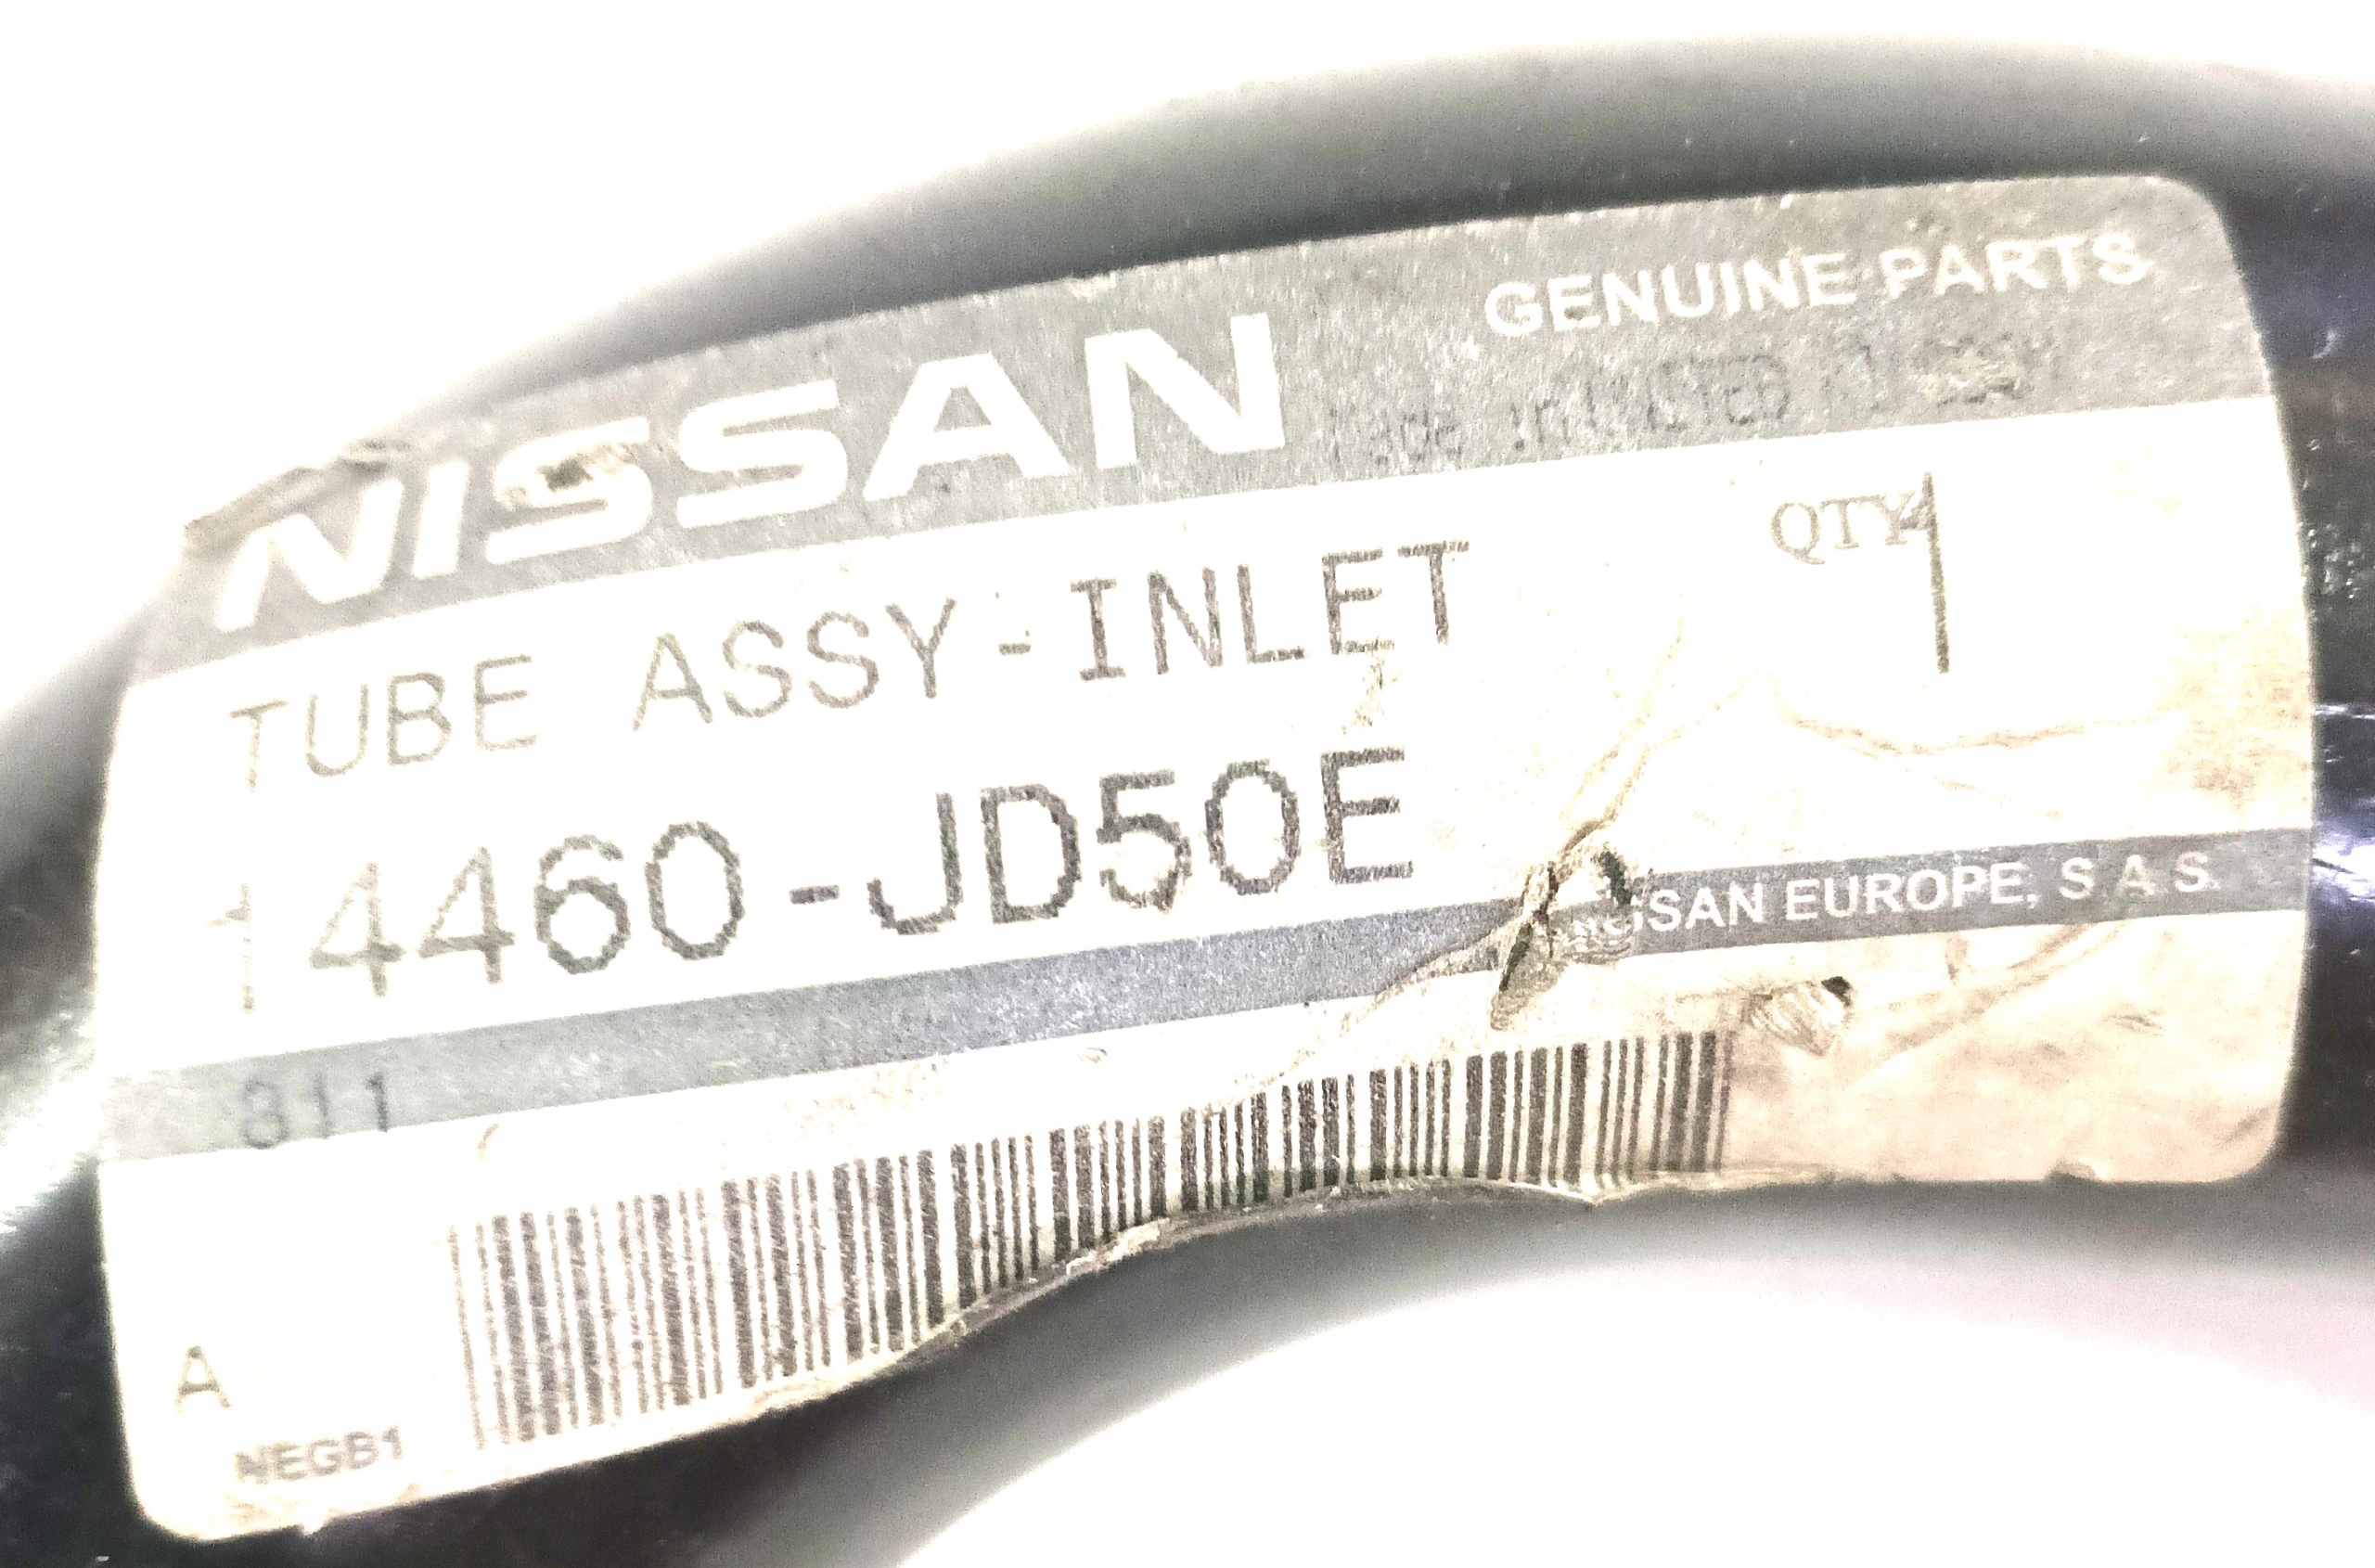 GENUINE PARTS
NISSAN
TUBE ASSY-INLET
QTY 1
14460-JD50E
NISSAN EUROPE, S A S.
811
A
NEGB1